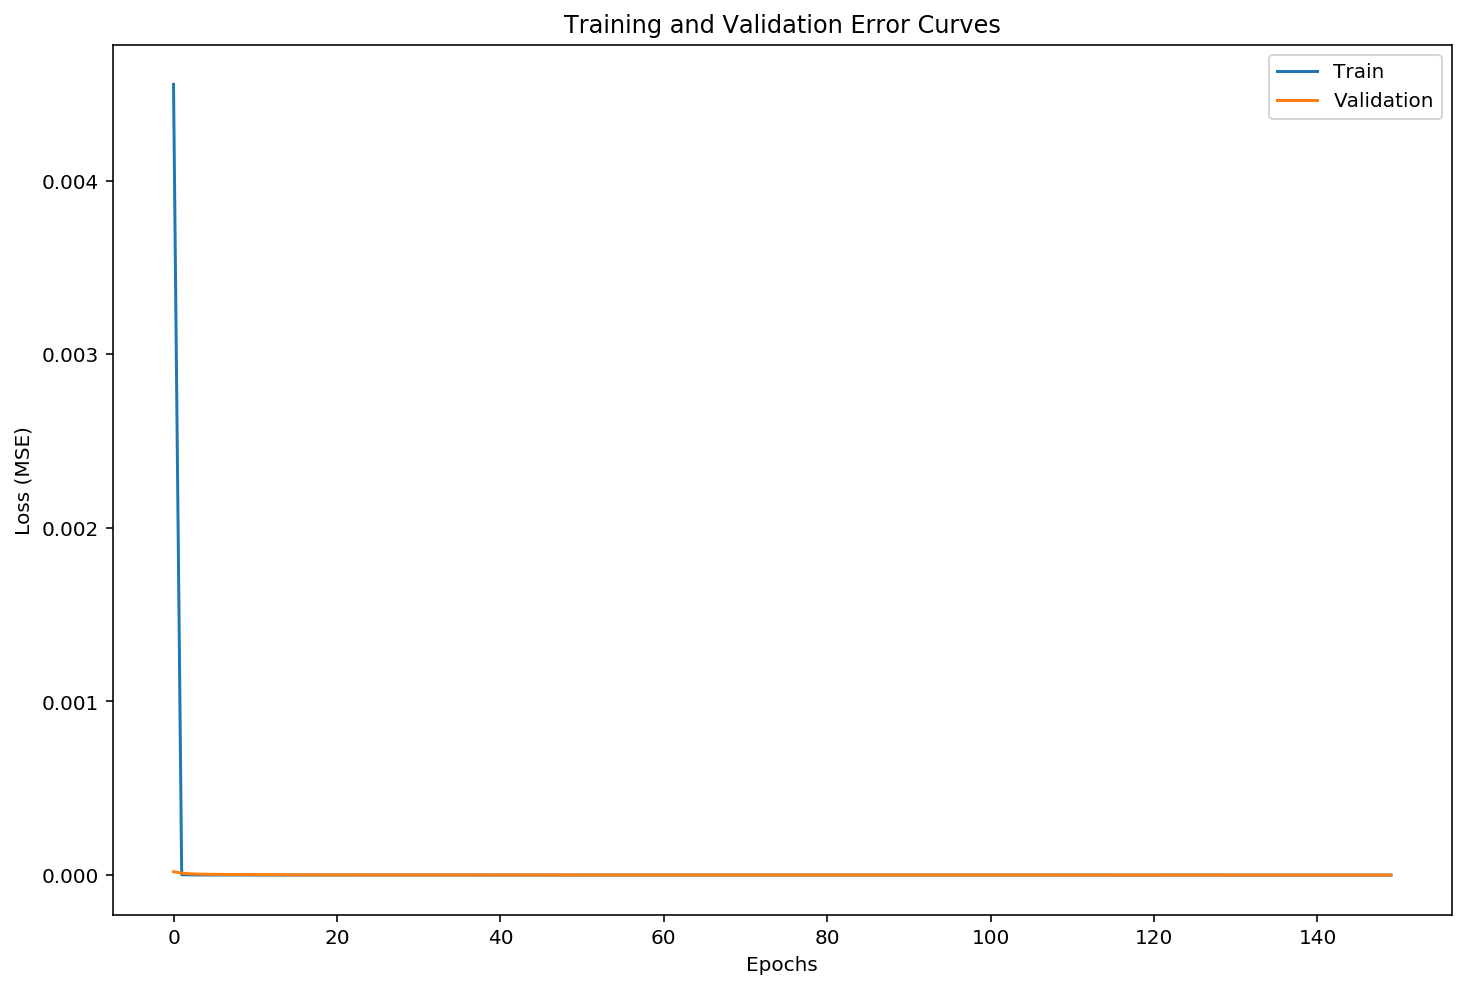 Training and Validation Error Curves
Train
Validation
0.004
0.003
0.002
0.001
0.000
Loss (MSE)
0 20 40 60 80 100 120 140
Epochs